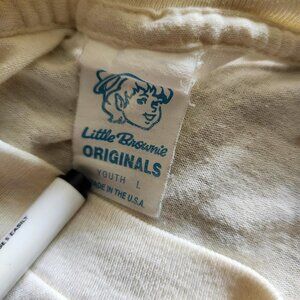 Little Brownie
ORIGINALS
YOUTH L
MADE IN THE U.S.A.